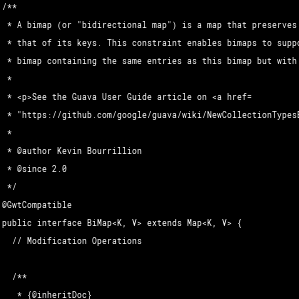 /**
* A bimap (or "bidirectional map") is a map that preserves
* that of its keys. This constraint enables bimaps to supp
* bimap containing the same entries as this bimap but with
*
* <p>See the Guava User Guide article on <a href=
* "https://github.com/google/guava/wiki/NewCollectionTypes
*
* @author Kevin Bourrillion
* @since 2.0
*/
@GwtCompatible
public interface BiMap<K, V> extends Map<K, V> {
// Modification Operations
/**
* {@inheritDoc}